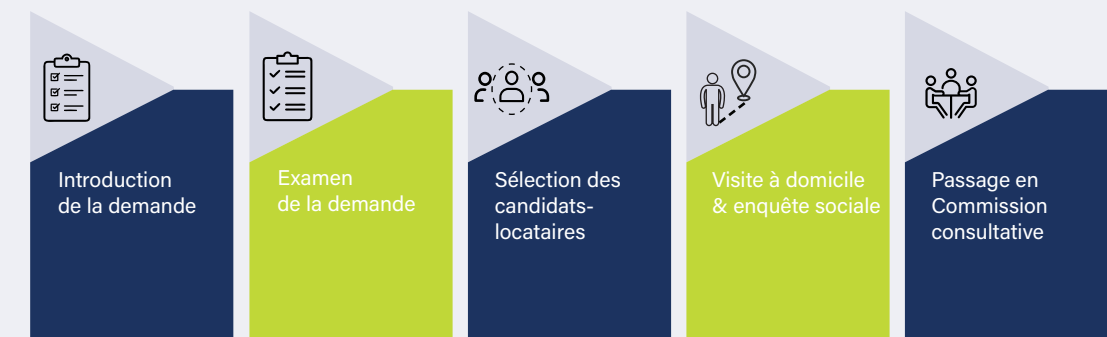 Introduction
de la demande
Examen
de la demande
Sélection des
candidats-
locataires
Visite à domicile
& enquête sociale
Passage en
Commission
consultative